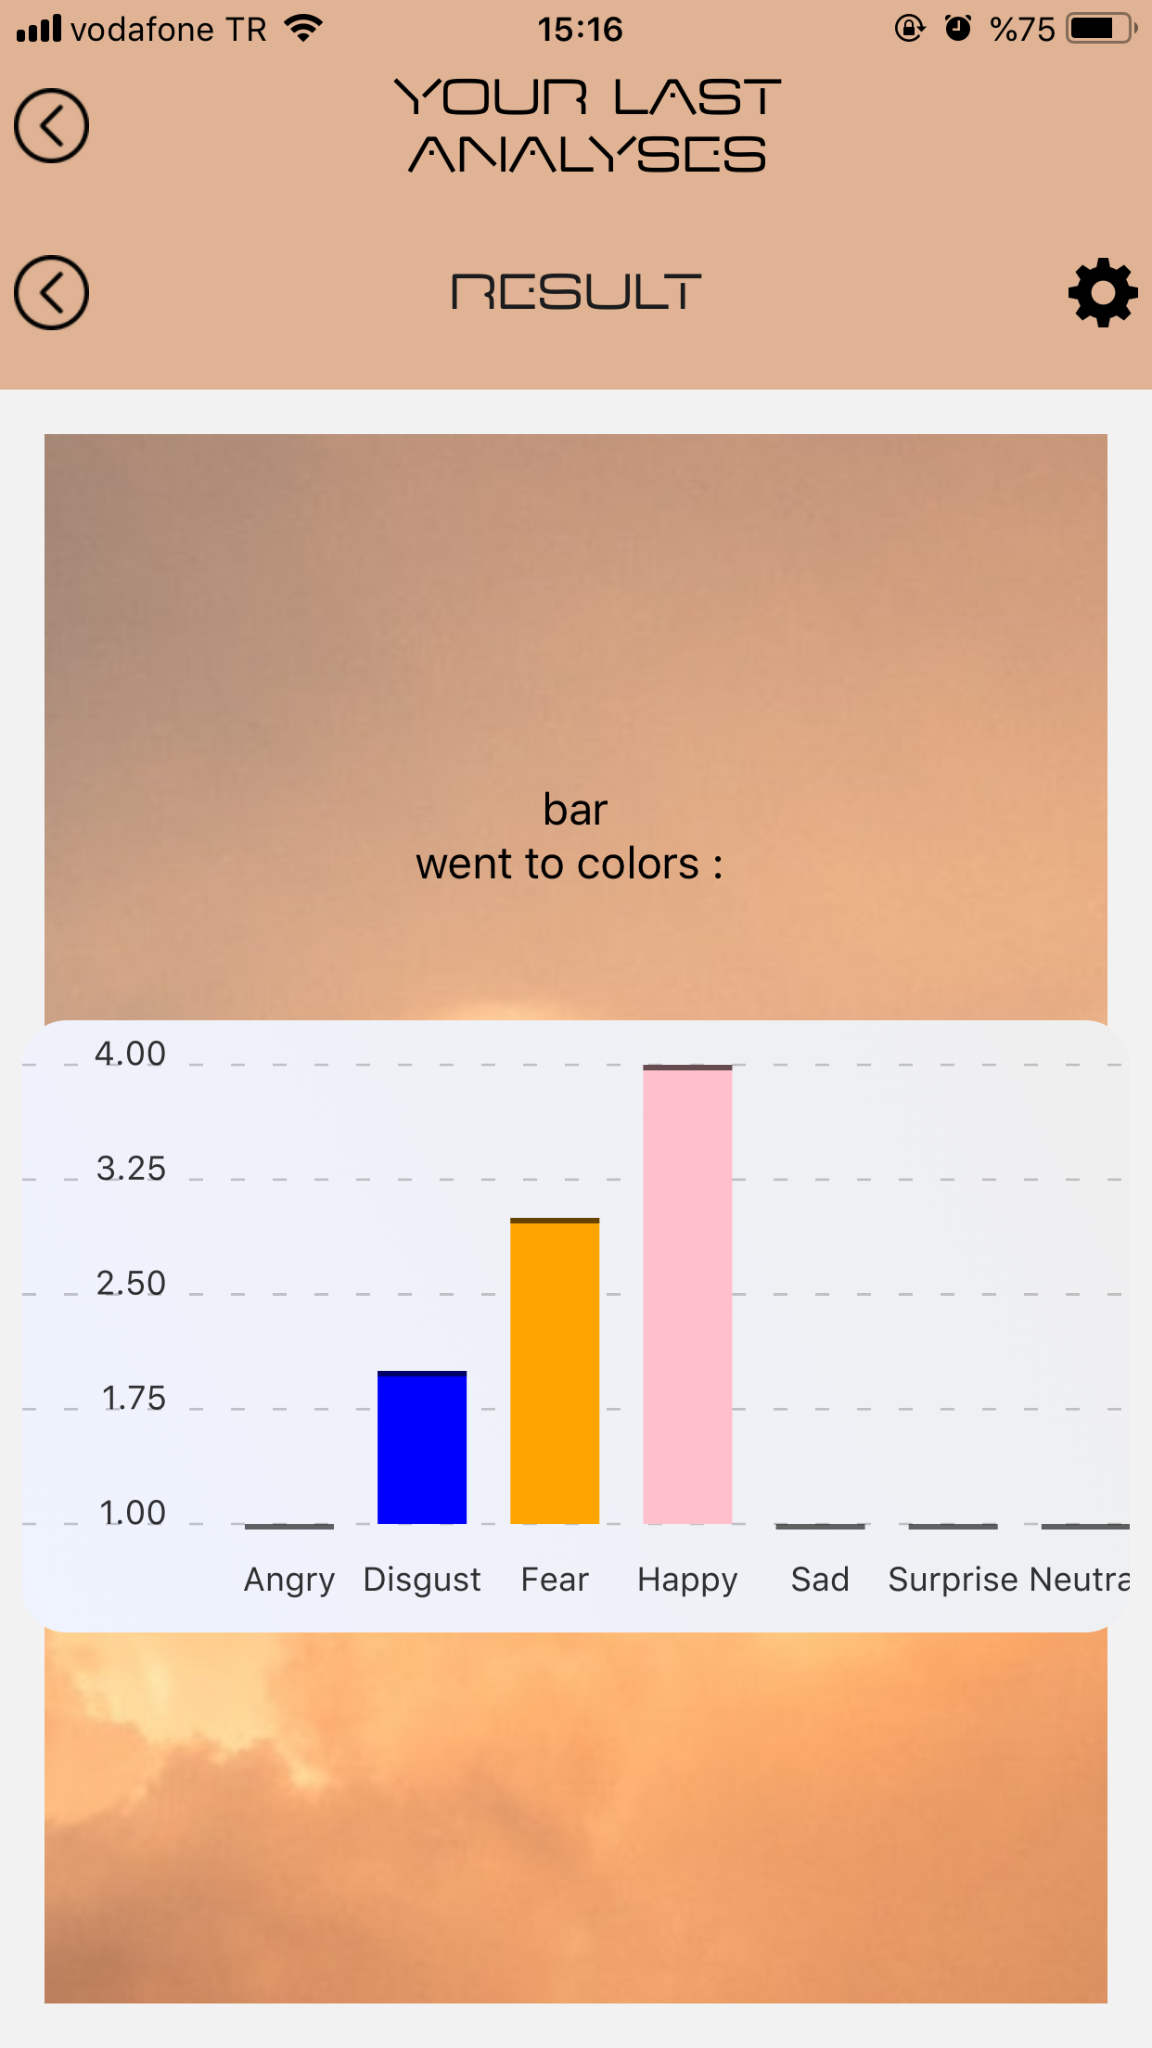 vodafone TR 15:16 %75
YOUR LAST
ANALYSES
RESULT
bar
went to colors :
4.00
3.25
2.50
1.75
1.00
Angry Disgust Fear Happy Sad Surprise Neutra